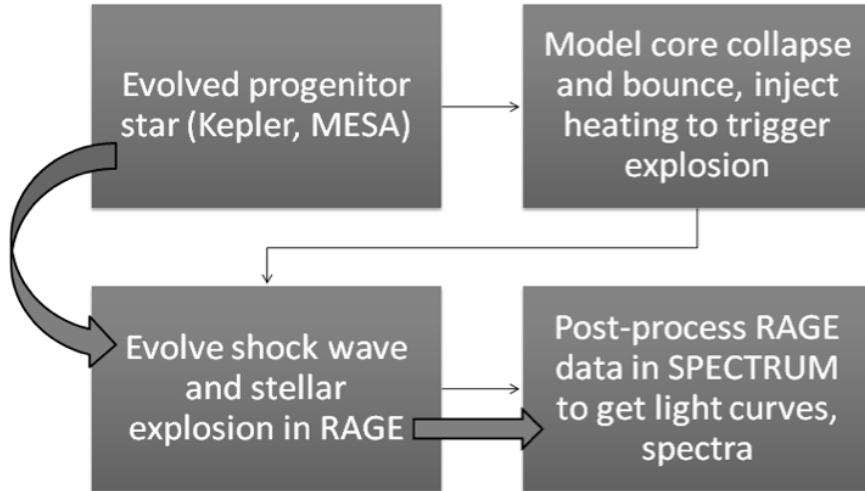 Evolved progenitor
star (Kepler, MESA)
Model core collapse
and bounce, inject
heating to trigger
explosion
Evolve shock wave
and stellar
explosion in RAGE
Post-process RAGE
data in SPECTRUM
to get light curves,
spectra